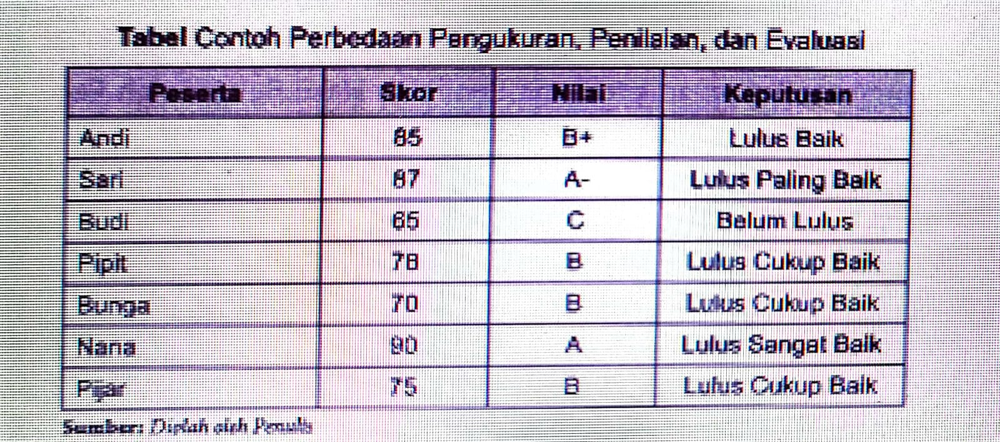 Tabel Contoh Perbedaan Pengukuran, Penilaian, dan Evaluasi
Peserta Skor Nilai Keputusan
Andi 85 B+ Lulus Baik
Sari 87 A- Lulus Paling Baik
Budi 65 C Belum Lulus
Pipit 78 B Lulus Cukup Baik
Bunga 70 B Lulus Cukup Baik
Nana 90 A Lulus Sangat Baik
Pijar 75 B Lulus Cukup Baik
Sumber: Diolah oleh Penulis